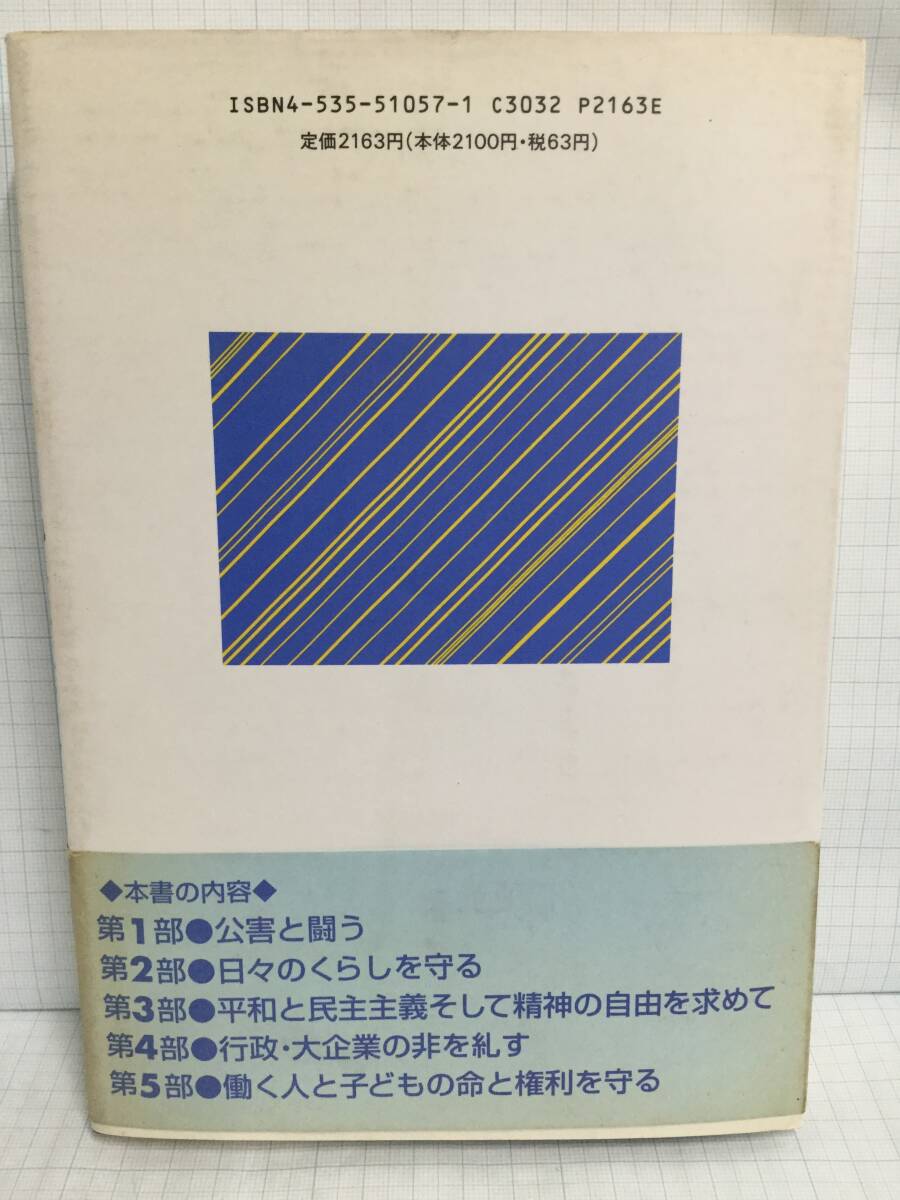 ISBN4-535-51057-1 C3032 P2163E
定価2163円(本体2100円・税63円)
◆本書の内容◆
第1部●公害と闘う
第2部●日々のくらしを守る
第3部●平和と民主主義そして精神の自由を求めて
第4部●行政・大企業の非を糺す
第5部●働く人と子どもの命と権利を守る